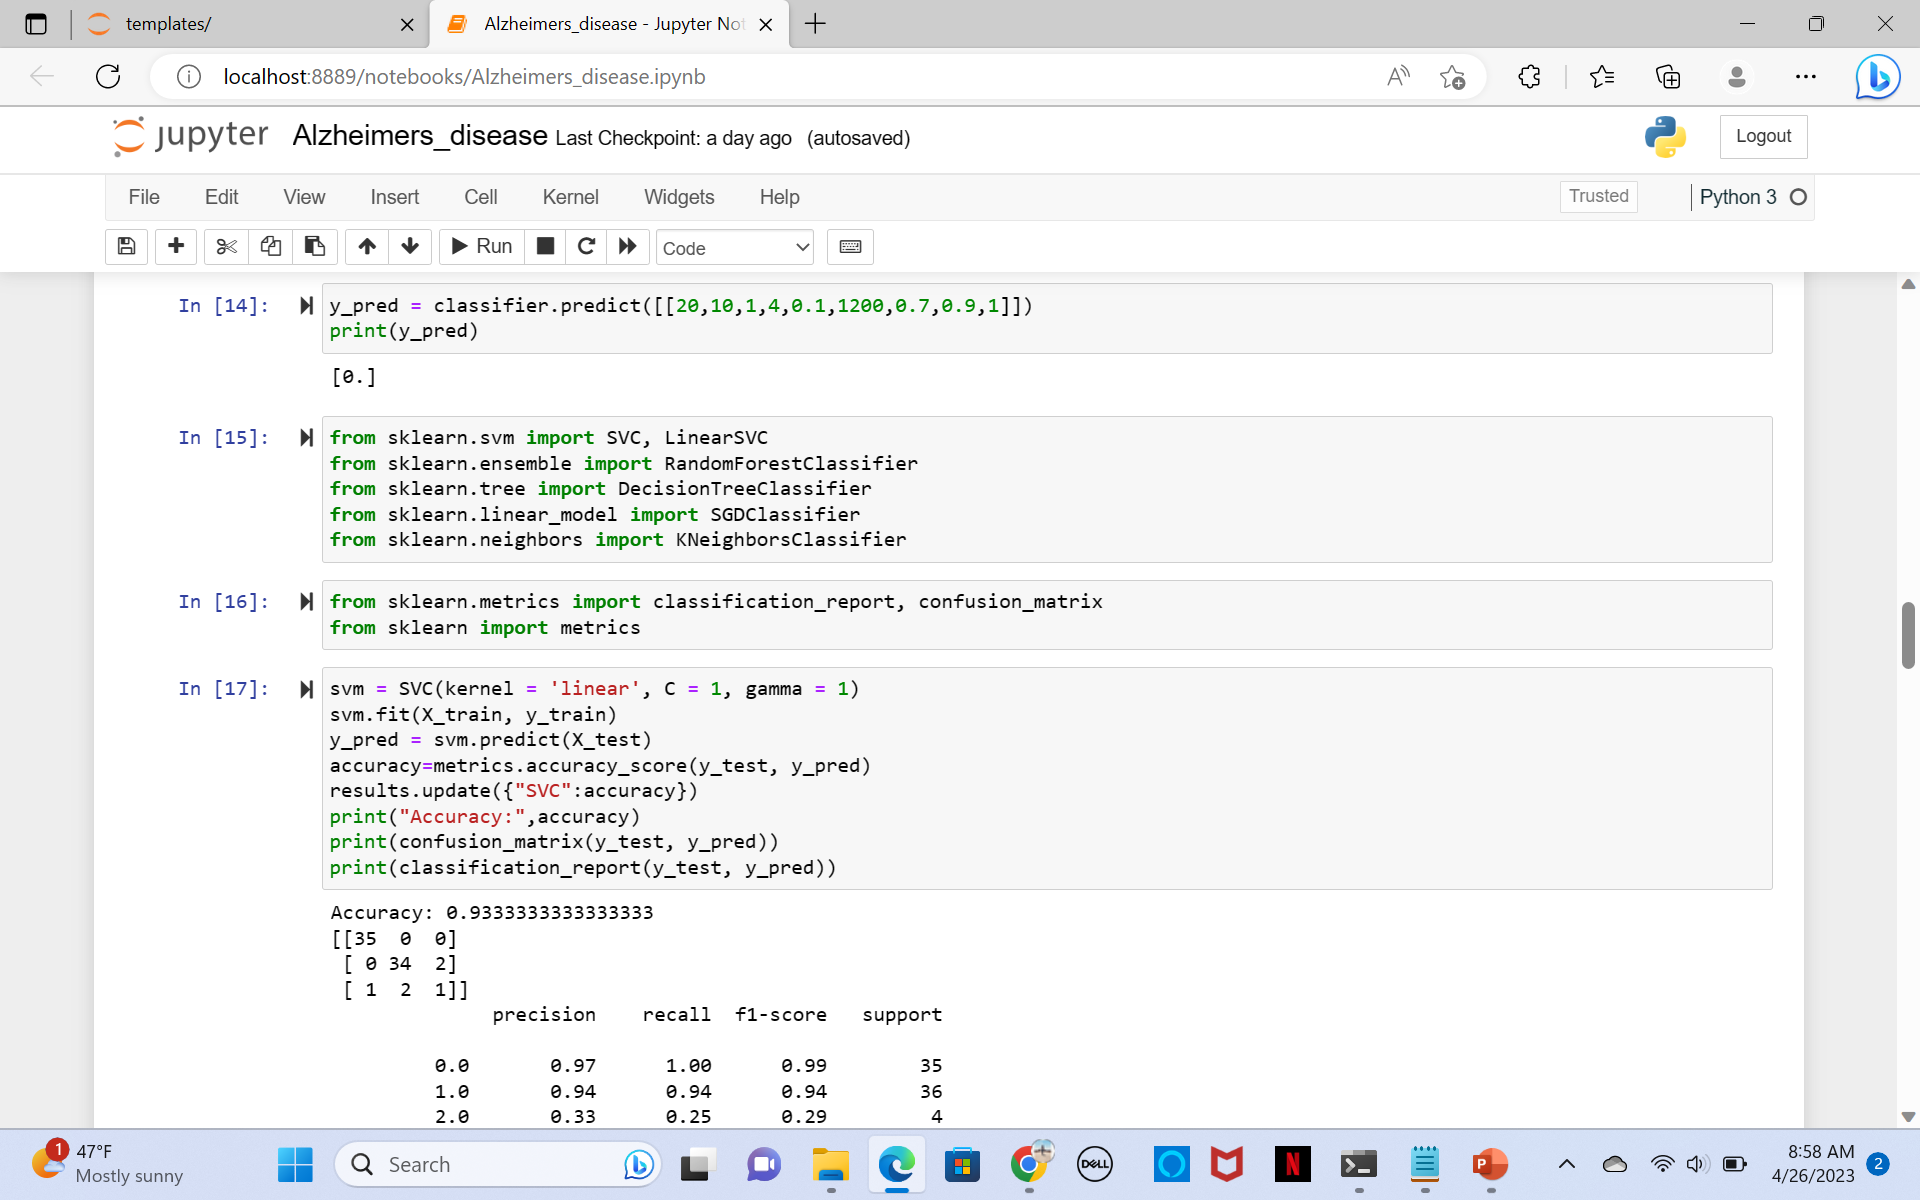 templates/
Alzheimers_disease - Jupyter Not
localhost:8889/notebooks/Alzheimers_disease.ipynb
jupyter
Alzheimers_disease Last Checkpoint: a day ago (autosaved)
Logout
File Edit View Insert Cell Kernel Widgets Help
Trusted
Python 3
Run
Code
In [14]:
y_pred = classifier.predict([[20,10,1,4,0.1,1200,0.7,0.9,1]])
print(y_pred)
[0.]
In [15]:
from sklearn.svm import SVC, LinearSVC
from sklearn.ensemble import RandomForestClassifier
from sklearn.tree import DecisionTreeClassifier
from sklearn.linear_model import SGDClassifier
from sklearn.neighbors import KNeighborsClassifier
In [16]:
from sklearn.metrics import classification_report, confusion_matrix
from sklearn import metrics
In [17]:
svm = SVC(kernel = 'linear', C = 1, gamma = 1)
svm.fit(X_train, y_train)
y_pred = svm.predict(X_test)
accuracy=metrics.accuracy_score(y_test, y_pred)
results.update({"SVC":accuracy})
print("Accuracy:",accuracy)
print(confusion_matrix(y_test, y_pred))
print(classification_report(y_test, y_pred))
Accuracy: 0.9333333333333333
[[35  0  0]
 [ 0 34  2]
 [ 1  2  1]]
precision recall f1-score support
0.0 0.97 1.00 0.99 35
1.0 0.94 0.94 0.94 36
2.0 0.33 0.25 0.29 4
1
47°F
Mostly sunny
Search
DELL
N
P
8:58 AM
4/26/2023
2